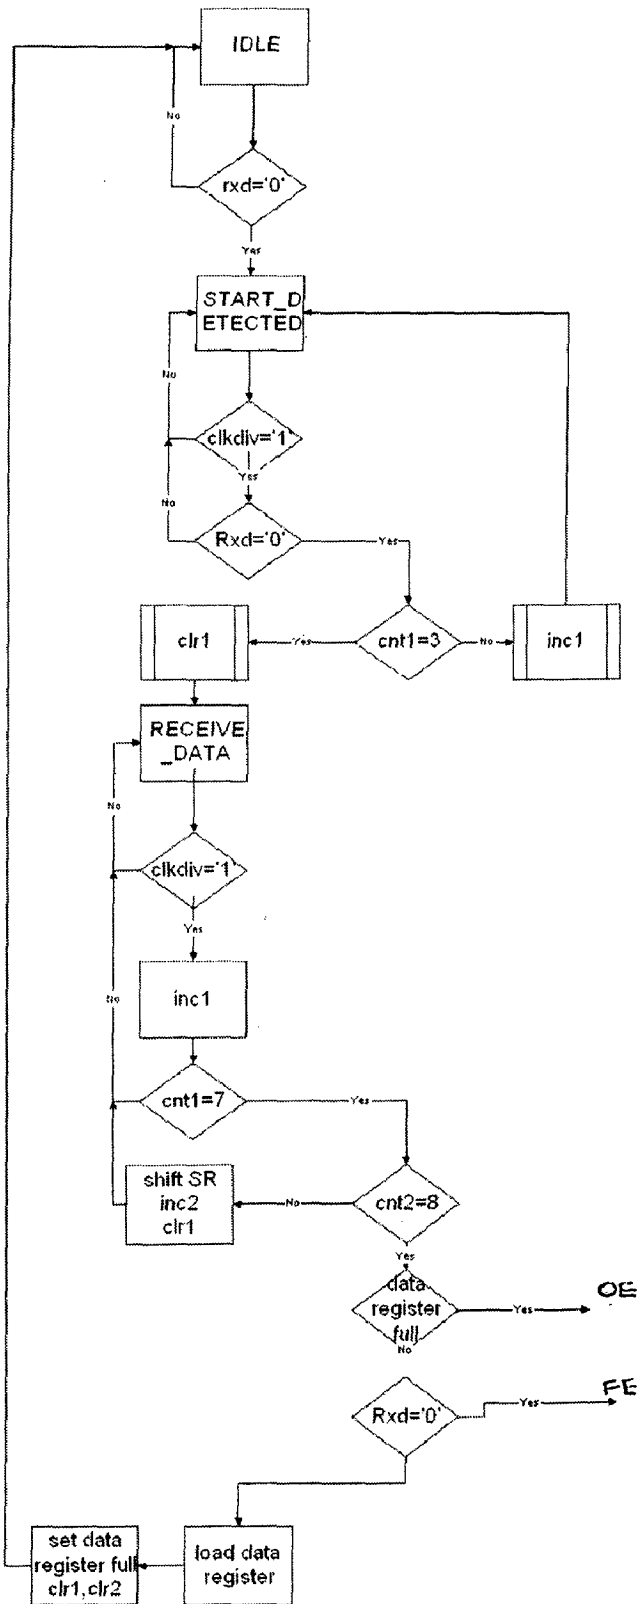 IDLE
No
rxd='0'
Yes
START_D
ETECTED
No
clkdiv='1'
Yes
No
Rxd='0'
Yes
clr1
Yes
cnt1=3
No
inc1
RECEIVE
_DATA
No
clkdiv='1'
Yes
inc1
No
cnt1=7
Yes
shift SR
inc2
clr1
No
cnt2=8
Yes
data
register
full
Yes
OE
No
Rxd='0'
Yes
FE
set data
register full
clr1,clr2
load data
register